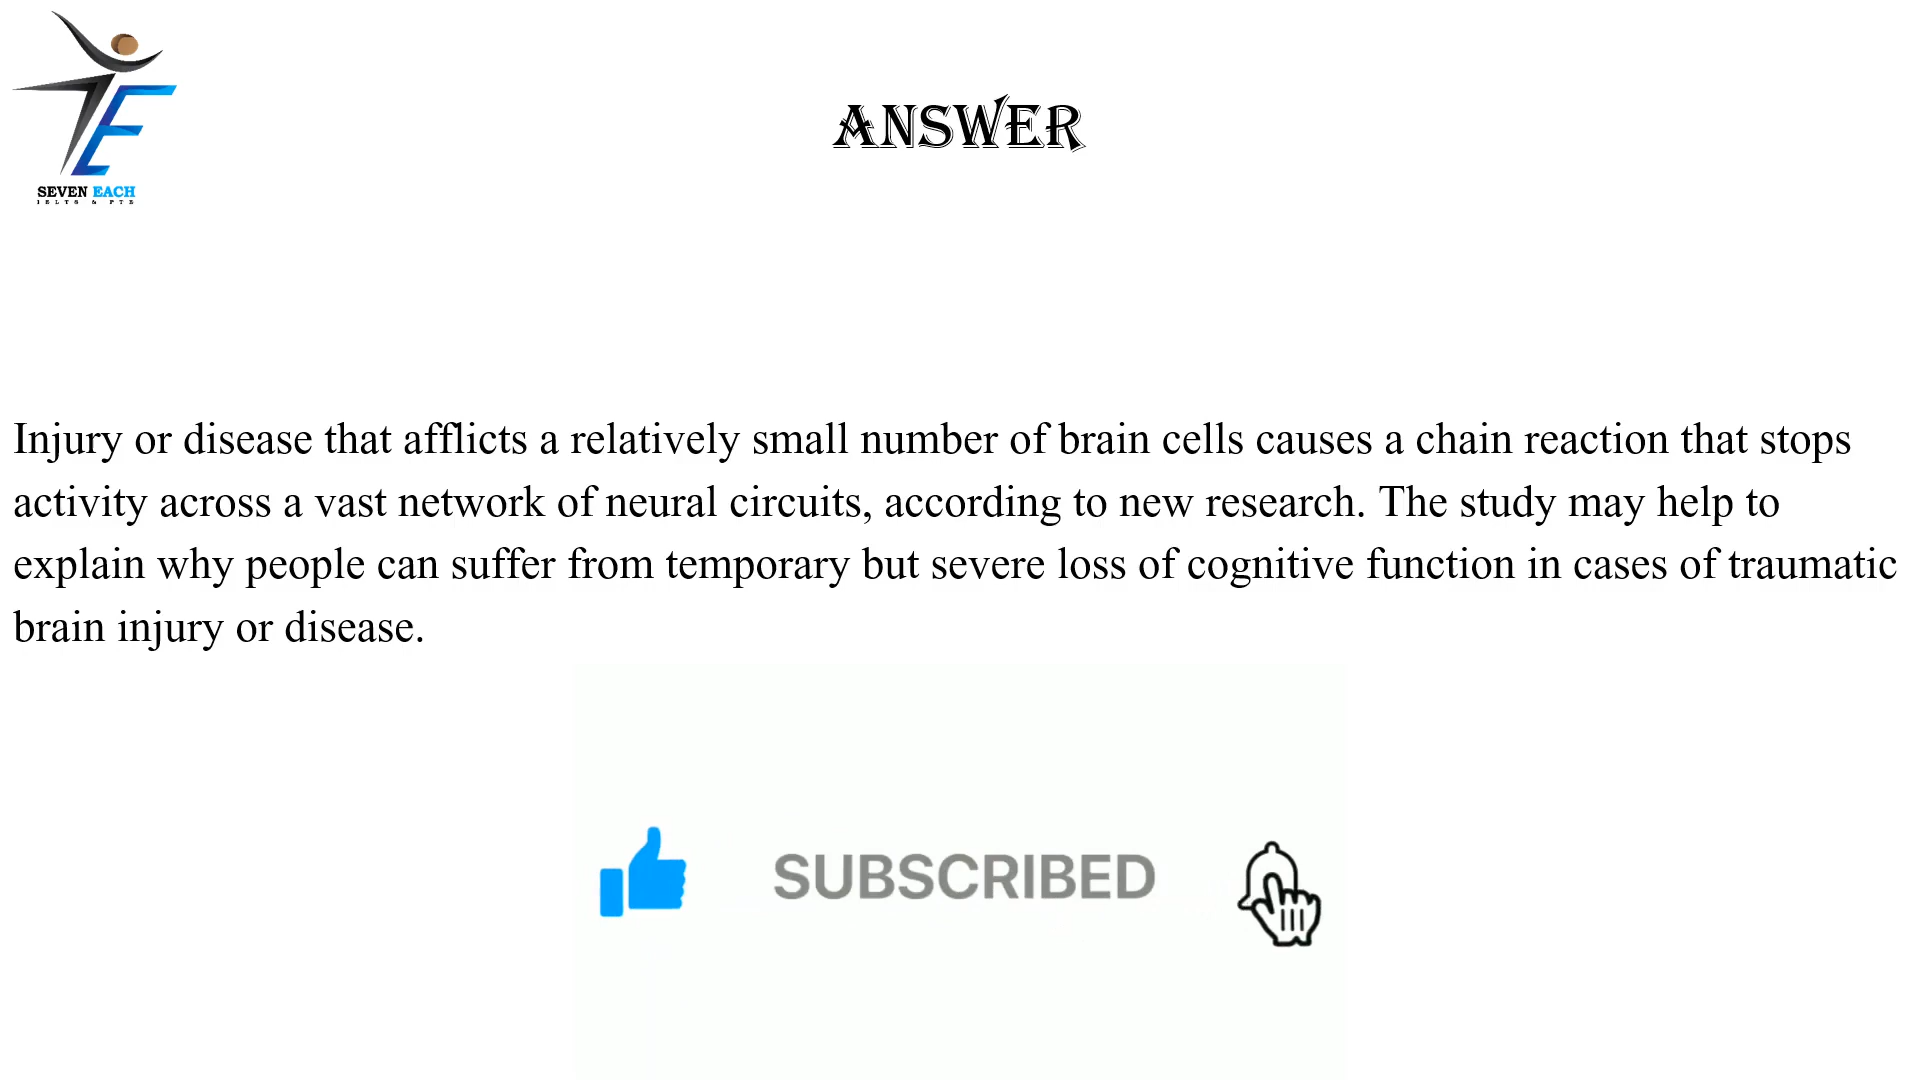 SEVEN EACH
IELTS & PTE
ANSWER
Injury or disease that afflicts a relatively small number of brain cells causes a chain reaction that stops
activity across a vast network of neural circuits, according to new research. The study may help to
explain why people can suffer from temporary but severe loss of cognitive function in cases of traumatic
brain injury or disease.
SUBSCRIBED